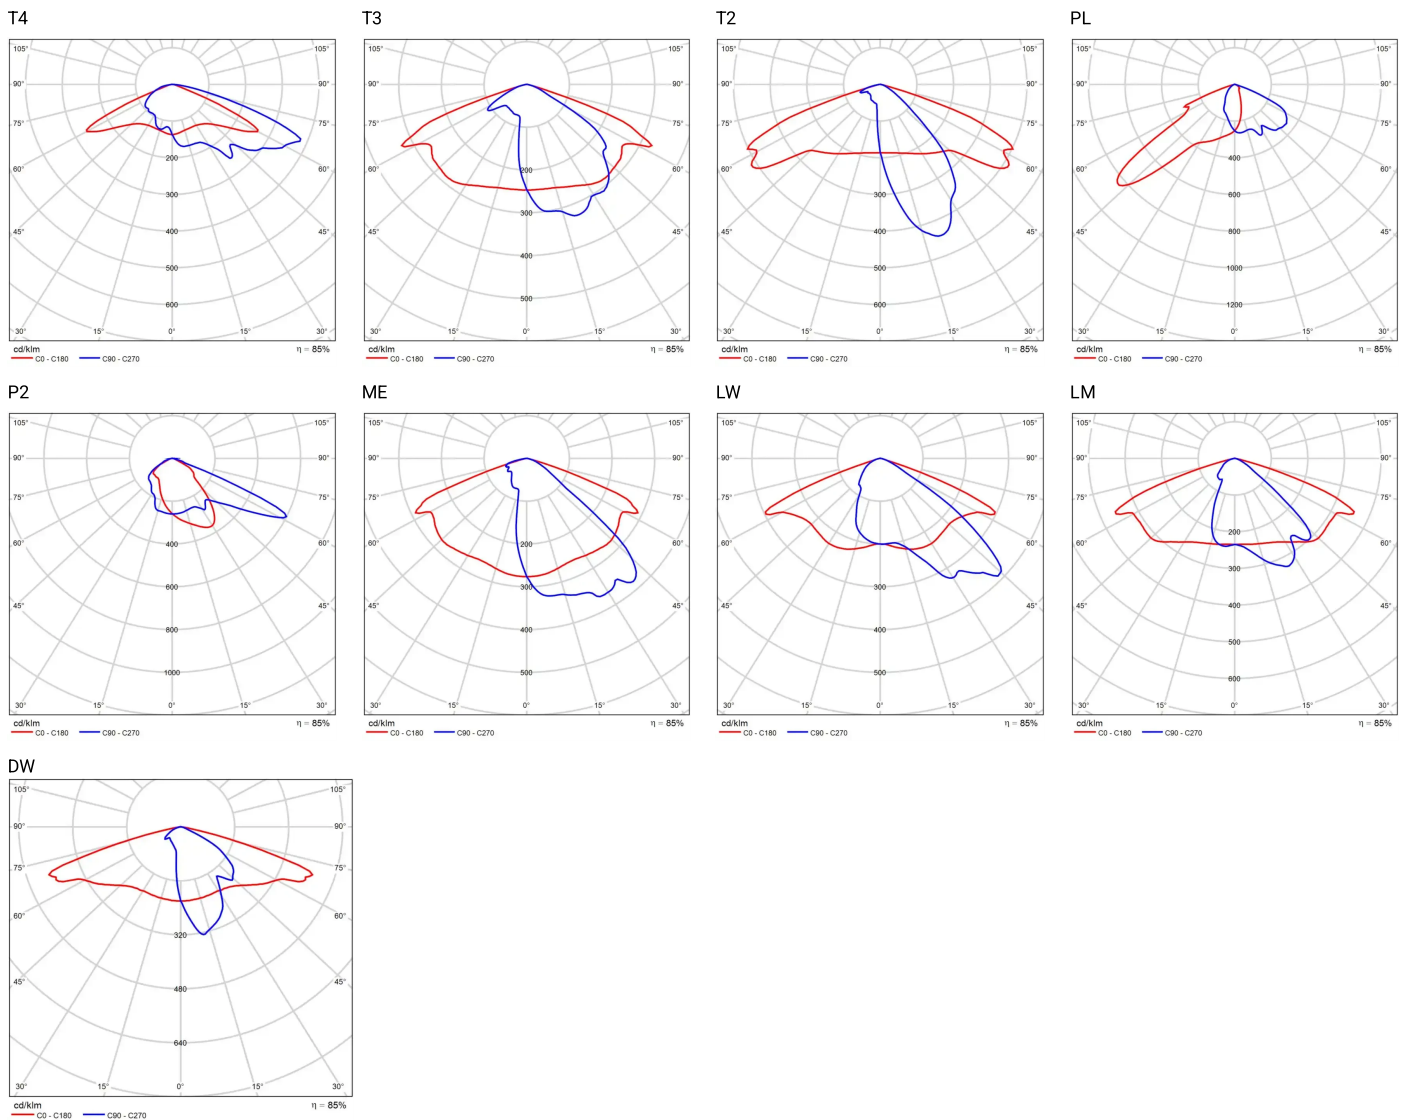 T4 T3 T2 PL
105° 105° 105° 105° 105° 105° 105° 105°
90° 90° 90° 90° 90° 90° 90° 90°
75° 75° 75° 75° 75° 75° 75° 75°
200 200 400
60° 60° 60° 60° 60° 60° 60° 60°
300 300 300 600
45° 45° 45° 45° 45° 45° 45° 45°
400 400 400 800
500 500 500 1000
600 600 1200
30° 15° 0° 15° 30° 30° 15° 0° 15° 30° 30° 15° 0° 15° 30° 30° 15° 0° 15° 30°
cd/klm η = 85% cd/klm η = 85% cd/klm η = 85% cd/klm η = 85%
C0 - C180 C90 - C270 C0 - C180 C90 - C270 C0 - C180 C90 - C270 C0 - C180 C90 - C270
P2 ME LW LM
105° 105° 105° 105° 105° 105° 105° 105°
90° 90° 90° 90° 90° 90° 90° 90°
75° 75° 75° 75° 75° 75° 75° 75°
400 200 200
60° 60° 60° 60° 60° 60° 60° 60°
600 300 300 300
45° 45° 45° 45° 45° 45° 45° 45°
800 400 400 400
1000 500 500 500
600
30° 15° 0° 15° 30° 30° 15° 0° 15° 30° 30° 15° 0° 15° 30° 30° 15° 0° 15° 30°
cd/klm η = 85% cd/klm η = 85% cd/klm η = 85% cd/klm η = 85%
C0 - C180 C90 - C270 C0 - C180 C90 - C270 C0 - C180 C90 - C270 C0 - C180 C90 - C270
DW
105° 105°
90° 90°
75° 75°
60° 60°
320
45° 45°
480
640
30° 15° 0° 15° 30°
cd/klm η = 85%
C0 - C180 C90 - C270